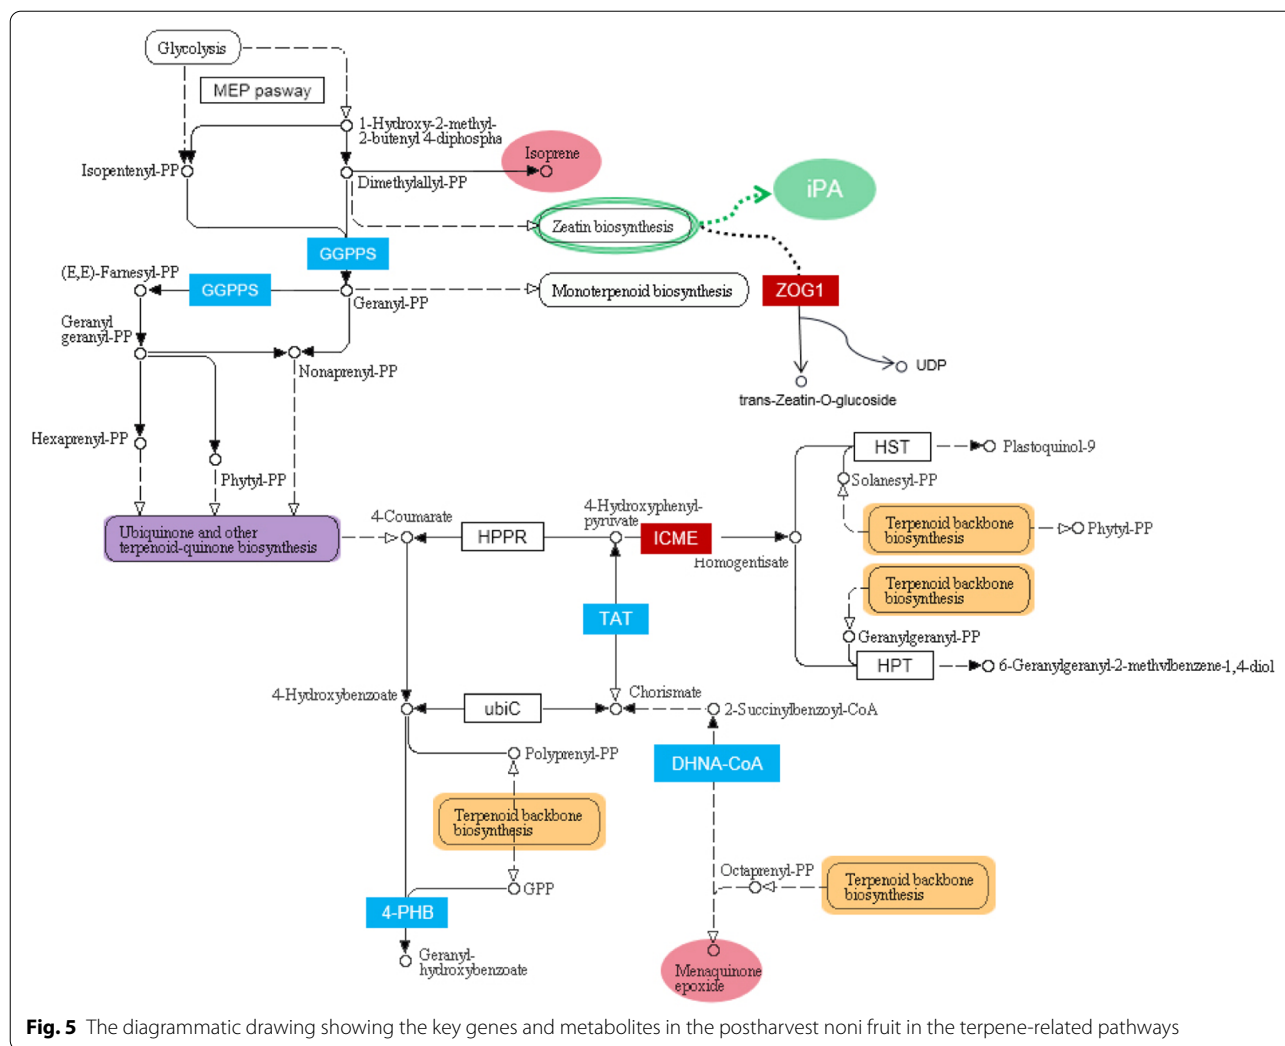 Glycolysis
MEP pasway
1-Hydroxy-2-methyl-
2-butenyl 4-diphospha
Isopentenyl-PP
Dimethylallyl-PP
Isoprene
iPA
Zeatin biosynthesis
GGPPS
(E,E)-Farnesyl-PP
GGPPS
Geranyl-PP
Monoterpenoid biosynthesis
ZOG1
Geranyl
geranyl-PP
Nonaprenyl-PP
UDP
trans-Zeatin-O-glucoside
Hexaprenyl-PP
Phytyl-PP
HST
Plastoquinol-9
Solanesyl-PP
Ubiquinone and other
terpenoid-quinone biosynthesis
4-Coumarate
HPPR
4-Hydroxyphenyl-
pyruvate
ICME
Homogentisate
Terpenoid backbone
biosynthesis
Phytyl-PP
Terpenoid backbone
biosynthesis
TAT
Geranylgeranyl-PP
HPT
6-Geranylgeranyl-2-methylbenzene-1,4-diol
4-Hydroxybenzoate
ubiC
Chorismate
2-Succinylbenzoyl-CoA
Polyprenyl-PP
DHNA-CoA
Terpenoid backbone
biosynthesis
GPP
Octaprenyl-PP
Terpenoid backbone
biosynthesis
4-PHB
Geranyl-
hydroxybenzoate
Menaquinone
epoxide
Fig. 5 The diagrammatic drawing showing the key genes and metabolites in the postharvest noni fruit in the terpene-related pathways